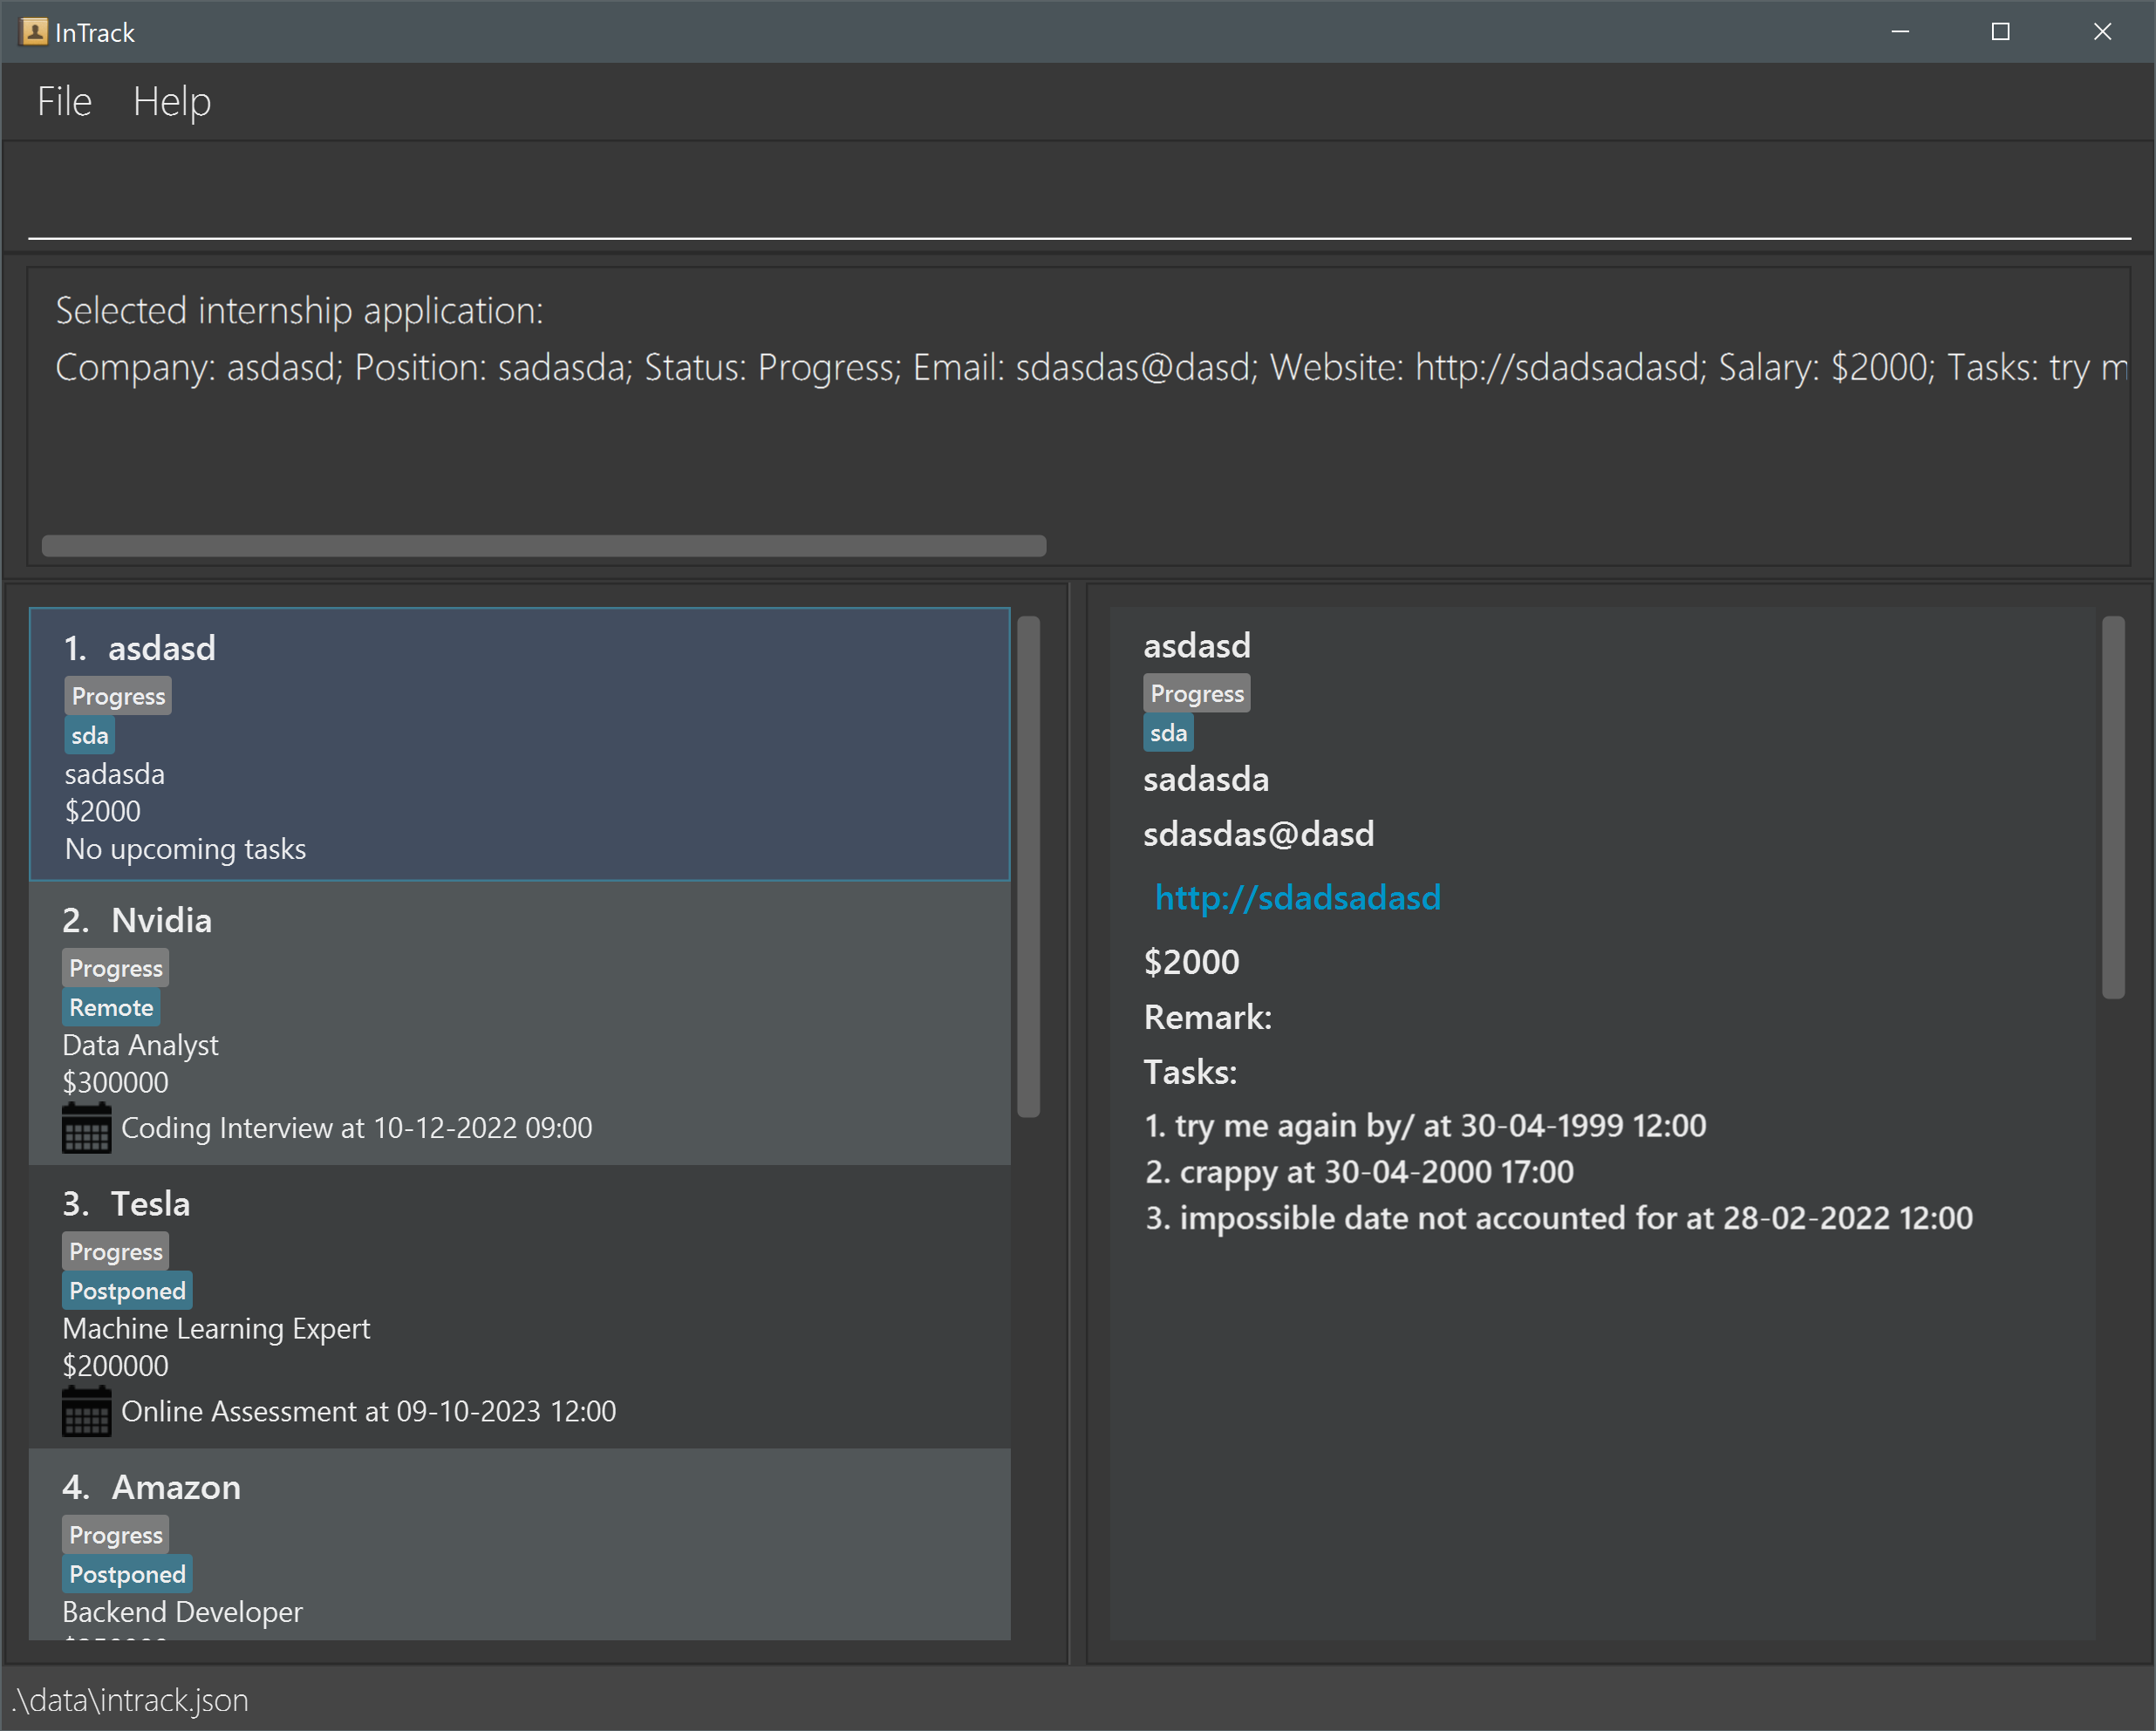 InTrack
File Help
Selected internship application:
Company: asdasd; Position: sadasda; Status: Progress; Email: sdasdas@dasd; Website: http://sdadsadasd; Salary: $2000; Tasks: try
1. asdasd
Progress
sda
sadasda
$2000
No upcoming tasks
2. Nvidia
Progress
Remote
Data Analyst
$300000
Coding Interview at 10-12-2022 09:00
3. Tesla
Progress
Postponed
Machine Learning Expert
$200000
Online Assessment at 09-10-2023 12:00
4. Amazon
Progress
Postponed
Backend Developer
asdasd
Progress
sda
sadasda
sdasdas@dasd
http://sdadsadasd
$2000
Remark:
Tasks:
1. try me again by/ at 30-04-1999 12:00
2. crappy at 30-04-2000 17:00
3. impossible date not accounted for at 28-02-2022 12:00
.\data\intrack.json